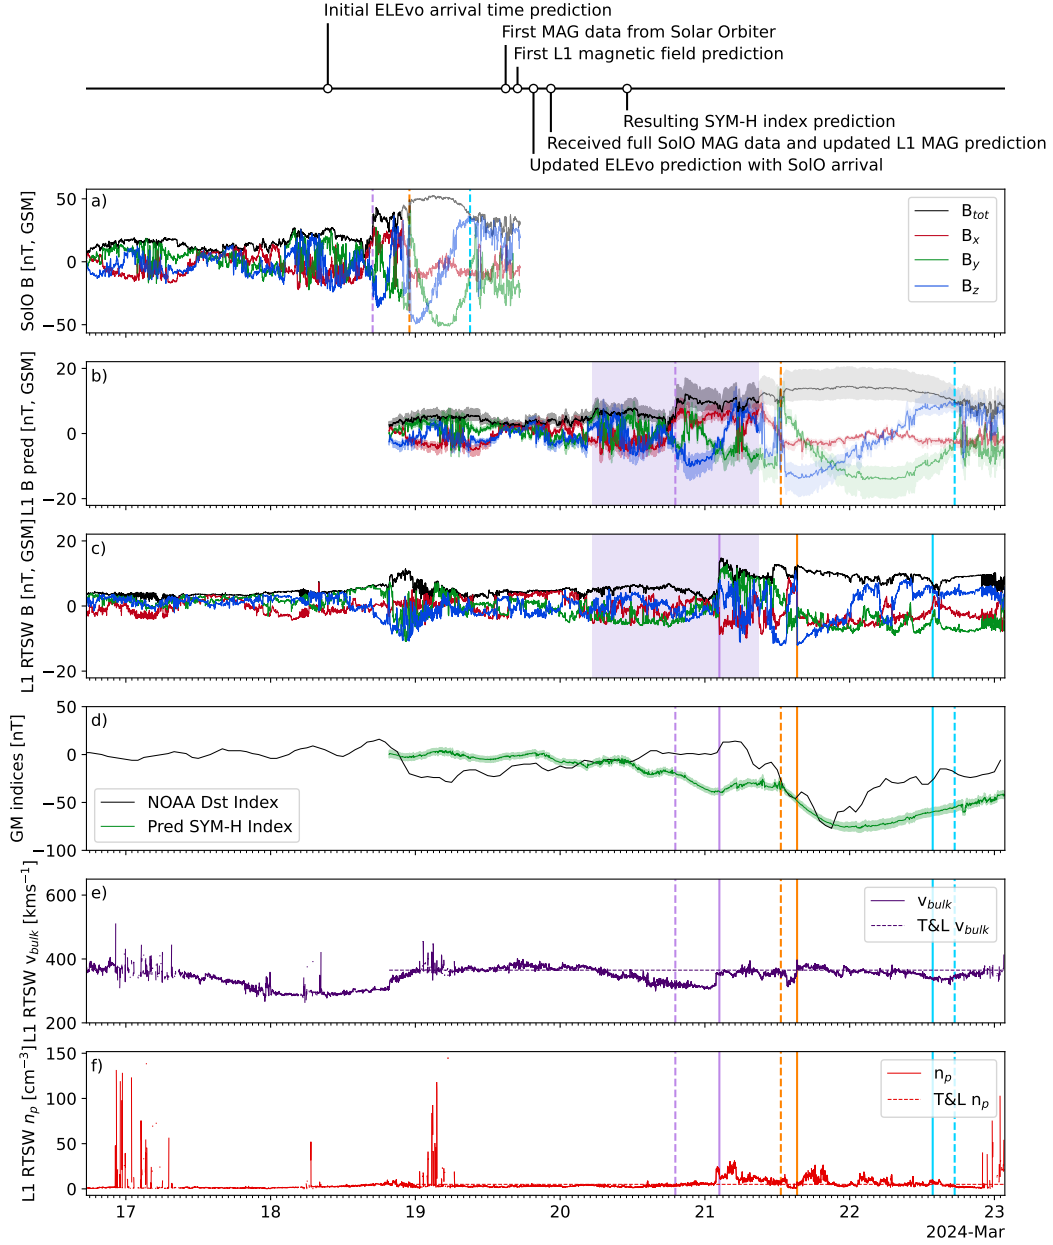 Initial ELEvo arrival time prediction
First MAG data from Solar Orbiter
First L1 magnetic field prediction
Resulting SYM-H index prediction
Received full SolO MAG data and updated L1 MAG prediction
Updated ELEvo prediction with SolO arrival
a)
SolO B [nT, GSM]
50
0
−50
B_tot
B_x
B_y
B_z
b)
L1 B pred [nT, GSM]
20
0
−20
c)
L1 RTSW B [nT, GSM]
20
0
−20
d)
GM indices [nT]
50
0
−50
−100
NOAA Dst Index
Pred SYM-H Index
e)
L1 RTSW v_bulk [kms⁻¹]
600
400
200
v_bulk
T&L v_bulk
f)
L1 RTSW n_p [cm⁻³]
150
100
50
0
n_p
T&L n_p
17 18 19 20 21 22 23
2024-Mar